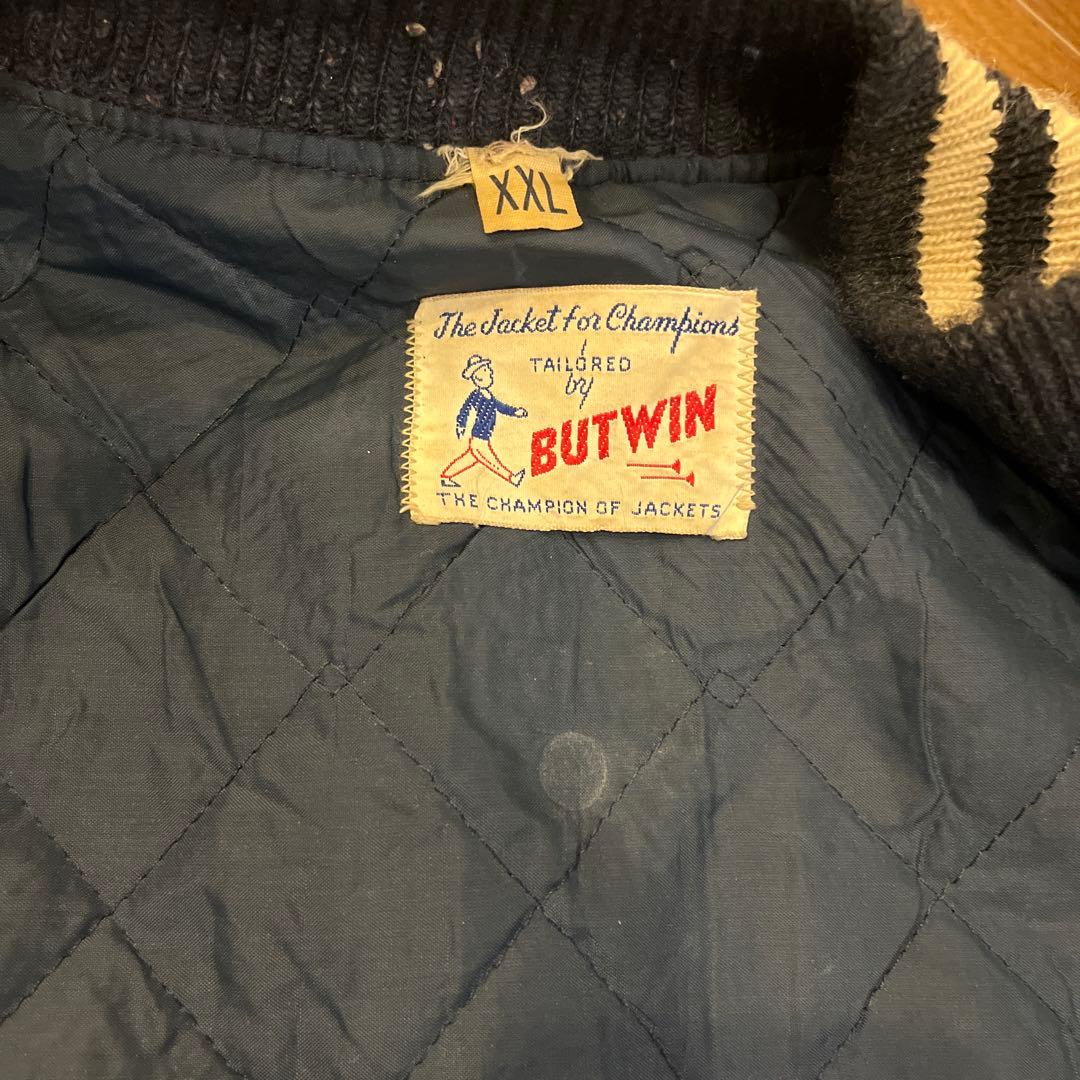 XXL
The Jacket for Champions
TAILORED
by
BUTWIN
THE CHAMPION OF JACKETS